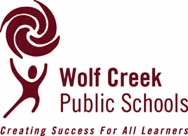 Wolf Creek
Public Schools
Creating Success For All Learners